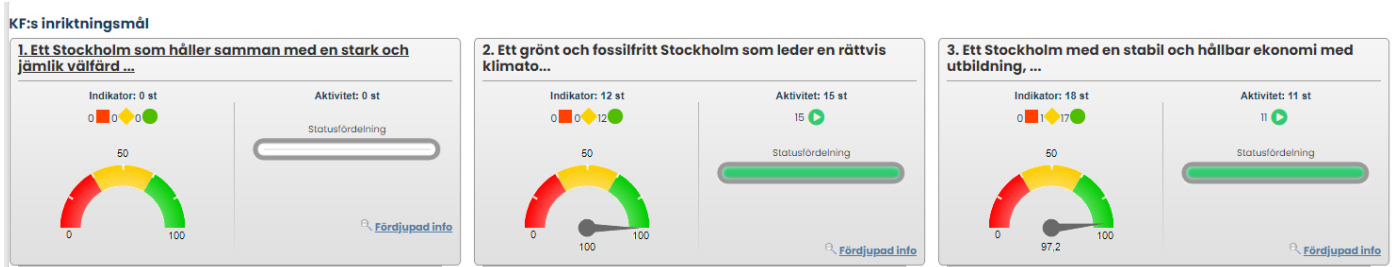 KF:s inriktningsmål
1. Ett Stockholm som håller samman med en stark och
jämlik välfärd ...
Indikator: 0 st
Aktivitet: 0 st
0 0 0
Statusfördelning
50
0
100
Fördjupad info
2. Ett grönt och fossilfritt Stockholm som leder en rättvis
klimato...
Indikator: 12 st
Aktivitet: 15 st
0 0 12
15
Statusfördelning
50
0
100
100
Fördjupad info
3. Ett Stockholm med en stabil och hållbar ekonomi med
utbildning, ...
Indikator: 18 st
Aktivitet: 11 st
0 1 17
11
Statusfördelning
50
0
100
97,2
Fördjupad info